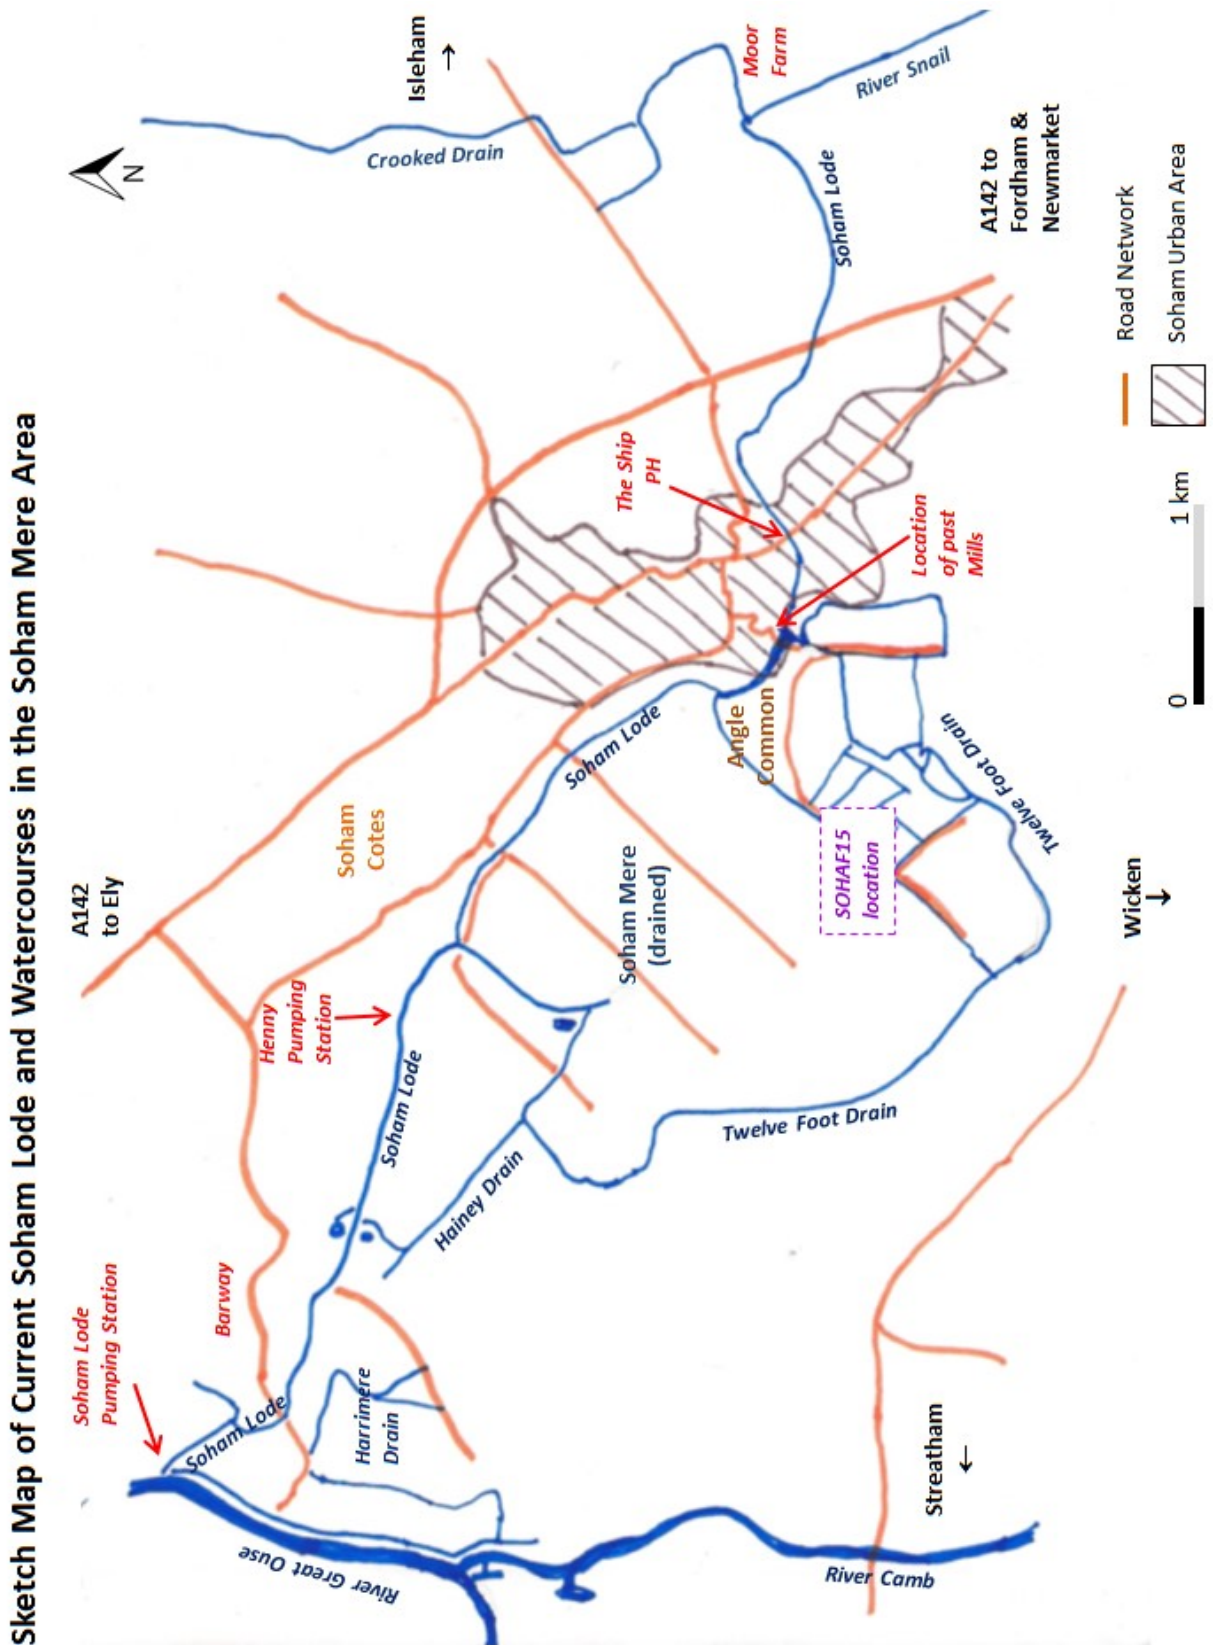 Sketch Map of Current Soham Lode and Watercourses in the Soham Mere Area
Soham Lode
Pumping Station
A142
to Ely
N
Barway
Henny
Pumping
Station
Soham
Cotes
Isleham
Crooked Drain
Soham Lode
River Great Ouse
Harrimere
Drain
Soham Lode
Hainey Drain
Soham Mere
(drained)
Soham Lode
The Ship
PH
Moor
Farm
River Snail
Soham Lode
Angle
Common
Location
of past
Mills
Twelve Foot Drain
SOHAF15
location
Twelve Foot Drain
Twelve Foot Drain
A142 to
Fordham &
Newmarket
River Camb
Streatham
Wicken
0
1 km
Road Network
Soham Urban Area